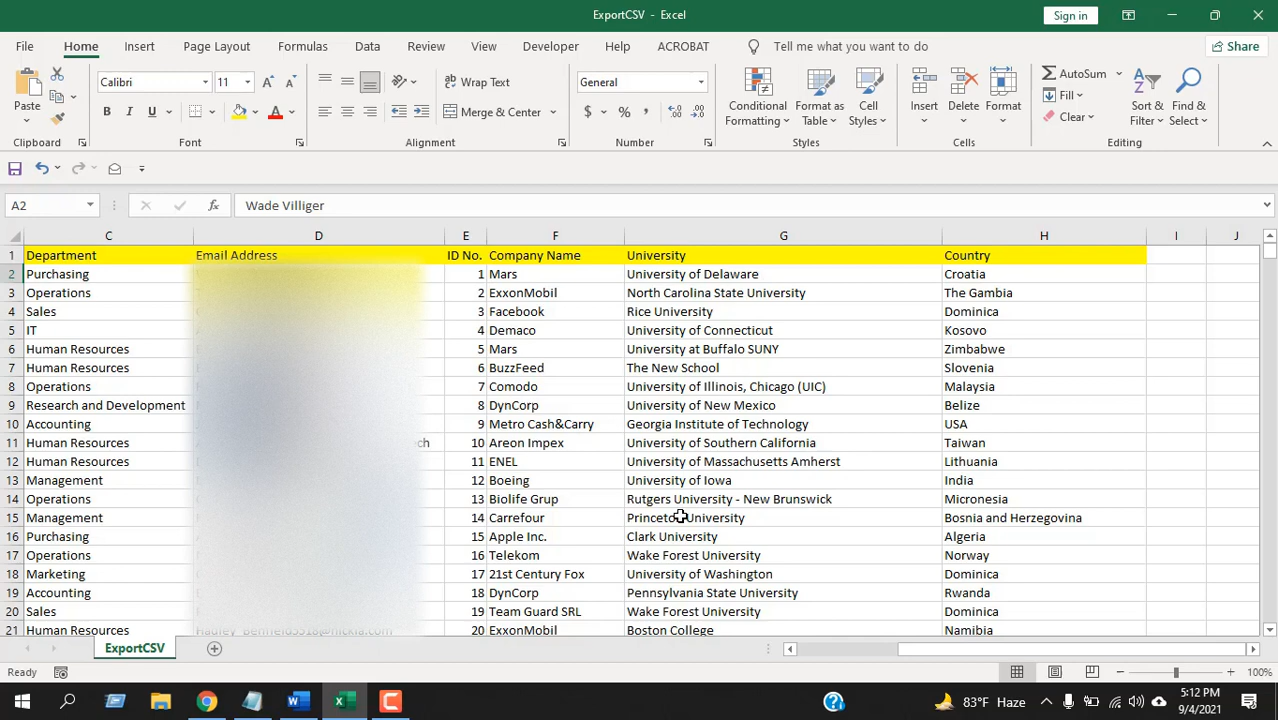 ExportCSV - Excel
Sign in
File Home Insert Page Layout Formulas Data Review View Developer Help ACROBAT Tell me what you want to do Share
Paste
Calibri 11
B I U
Wrap Text
Merge & Center
General
$ % ,
Conditional Formatting
Format as Table
Cell Styles
Insert Delete Format
AutoSum
Fill
Clear
Sort & Filter
Find & Select
Clipboard Font Alignment Number Styles Cells Editing
A2 fx Wade Villiger
C D E F G H I J
1 Department Email Address ID No. Company Name University Country
2 Purchasing 1 Mars University of Delaware Croatia
3 Operations 2 ExxonMobil North Carolina State University The Gambia
4 Sales 3 Facebook Rice University Dominica
5 IT 4 Demaco University of Connecticut Kosovo
6 Human Resources 5 Mars University at Buffalo SUNY Zimbabwe
7 Human Resources 6 BuzzFeed The New School Slovenia
8 Operations 7 Comodo University of Illinois, Chicago (UIC) Malaysia
9 Research and Development 8 DynCorp University of New Mexico Belize
10 Accounting 9 Metro Cash&Carry Georgia Institute of Technology USA
11 Human Resources 10 Areon Impex University of Southern California Taiwan
12 Human Resources 11 ENEL University of Massachusetts Amherst Lithuania
13 Management 12 Boeing University of Iowa India
14 Operations 13 Biolife Grup Rutgers University - New Brunswick Micronesia
15 Management 14 Carrefour Princeton University Bosnia and Herzegovina
16 Purchasing 15 Apple Inc. Clark University Algeria
17 Operations 16 Telekom Wake Forest University Norway
18 Marketing 17 21st Century Fox University of Washington Dominica
19 Accounting 18 DynCorp Pennsylvania State University Rwanda
20 Sales 19 Team Guard SRL Wake Forest University Dominica
21 Human Resources 20 ExxonMobil Boston College Namibia
ExportCSV
Ready 100%
83°F Haze 5:12 PM
9/4/2021